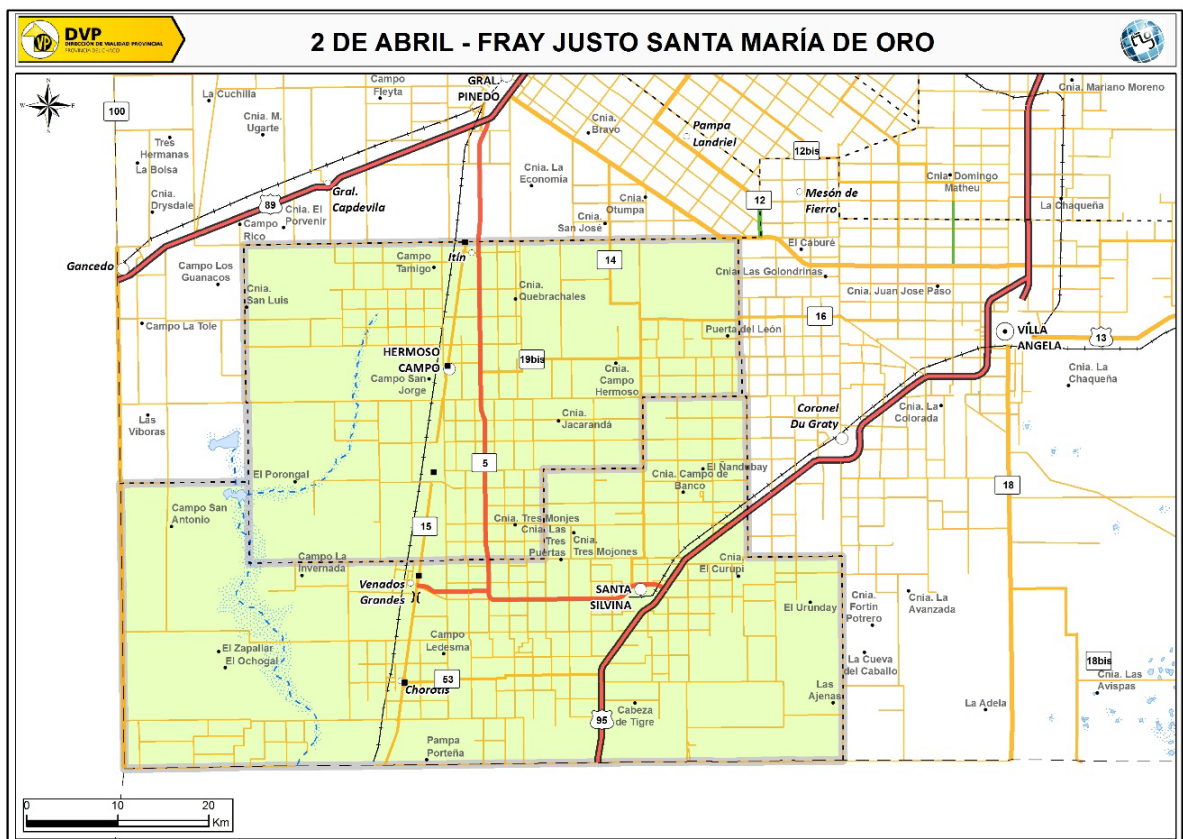 DVP
DIRECCIÓN DE VIALIDAD PROVINCIAL
PROVINCIA DEL CHACO
VP
2 DE ABRIL - FRAY JUSTO SANTA MARÍA DE ORO
N
Campo
Fleyta
GRAL.
PINEDO
La Cuchilla
100
Cnia. M.
Ugarte
Tres
Hermanas
La Bolsa
Cnia.
Drysdale
Cnia.
Bravo
Pampa
Landriel
12bis
Cnia. Mariano Moreno
Cnia. La
Economía
Cnia.
Otumpa
Cnia.
San José
12
Mesón de
Fierro
Cnia. Domingo
Matheu
La Chaqueña
Gral.
Capdevila
89
Cnia. El
Porvenir
Campo
Rico
Gancedo
Campo Los
Guanacos
Cnia.
San Luis
Campo
Tamigo
Itín
14
El Caburé
Cnia. Las Golondrinas
Cnia. Juan Jose Paso
Cnia.
Quebrachales
Campo La Tole
16
Puerta del León
VILLA
ANGELA
13
HERMOSO
CAMPO
19bis
Campo San
Jorge
Cnia.
Campo
Hermoso
Cnia. La
Chaqueña
Las
Viboras
Cnia.
Jacarandá
Coronel
Du Graty
Cnia. La
Colorada
5
El Porongal
El Ñandubay
Cnia. Campo de
Banco
18
Campo San
Antonio
15
Cnia. Tres Monjes
Cnia. Las
Tres
Puertas
Cnia.
Tres Mojones
Campo La
Invernada
Venados
Grandes
Cnia.
El Curupi
SANTA
SILVINA
El Urunday
Cnia.
Fortin
Potrero
Cnia. La
Avanzada
El Zapallar
El Ochogal
Campo
Ledesma
La Cueva
del Caballo
18bis
Cnia. Las
Avispas
Chorotis
53
Las
Ajenas
La Adela
Cabeza
de Tigre
95
Pampa
Porteña
0 10 20
Km